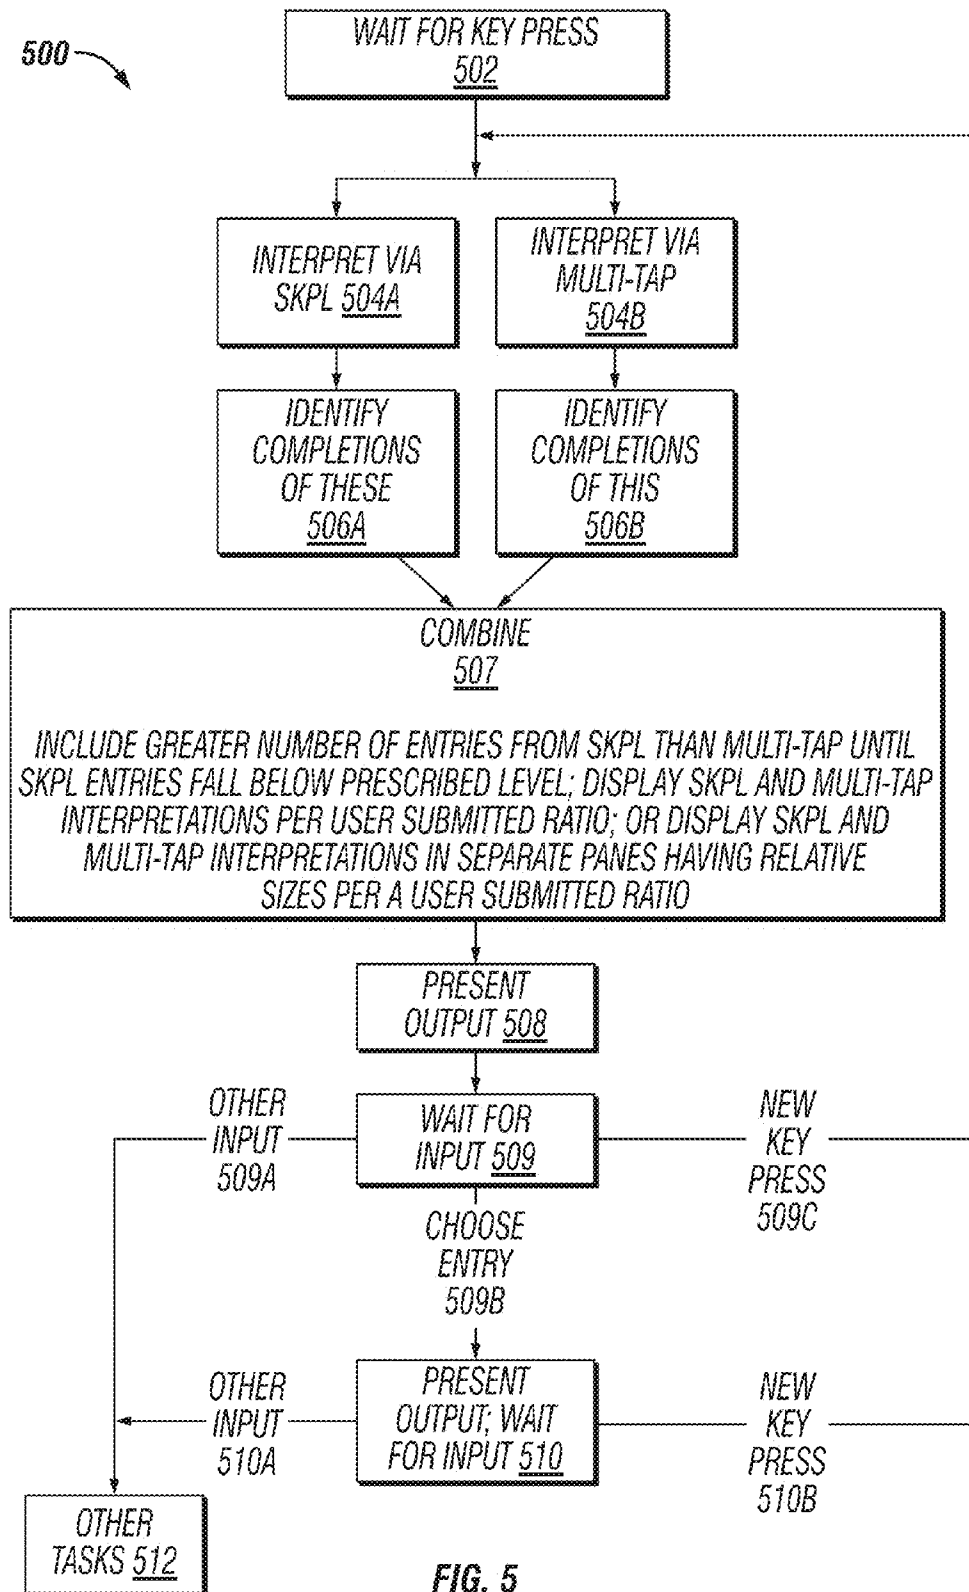 500
WAIT FOR KEY PRESS
502
INTERPRET VIA
SKPL 504A
INTERPRET VIA
MULTI-TAP
504B
IDENTIFY
COMPLETIONS
OF THESE
506A
IDENTIFY
COMPLETIONS
OF THIS
506B
COMBINE
507
INCLUDE GREATER NUMBER OF ENTRIES FROM SKPL THAN MULTI-TAP UNTIL
SKPL ENTRIES FALL BELOW PRESCRIBED LEVEL; DISPLAY SKPL AND MULTI-TAP
INTERPRETATIONS PER USER SUBMITTED RATIO; OR DISPLAY SKPL AND
MULTI-TAP INTERPRETATIONS IN SEPARATE PANES HAVING RELATIVE
SIZES PER A USER SUBMITTED RATIO
PRESENT
OUTPUT 508
OTHER
INPUT
509A
WAIT FOR
INPUT 509
NEW
KEY
PRESS
509C
CHOOSE
ENTRY
509B
OTHER
INPUT
510A
PRESENT
OUTPUT; WAIT
FOR INPUT 510
NEW
KEY
PRESS
510B
OTHER
TASKS 512
FIG. 5